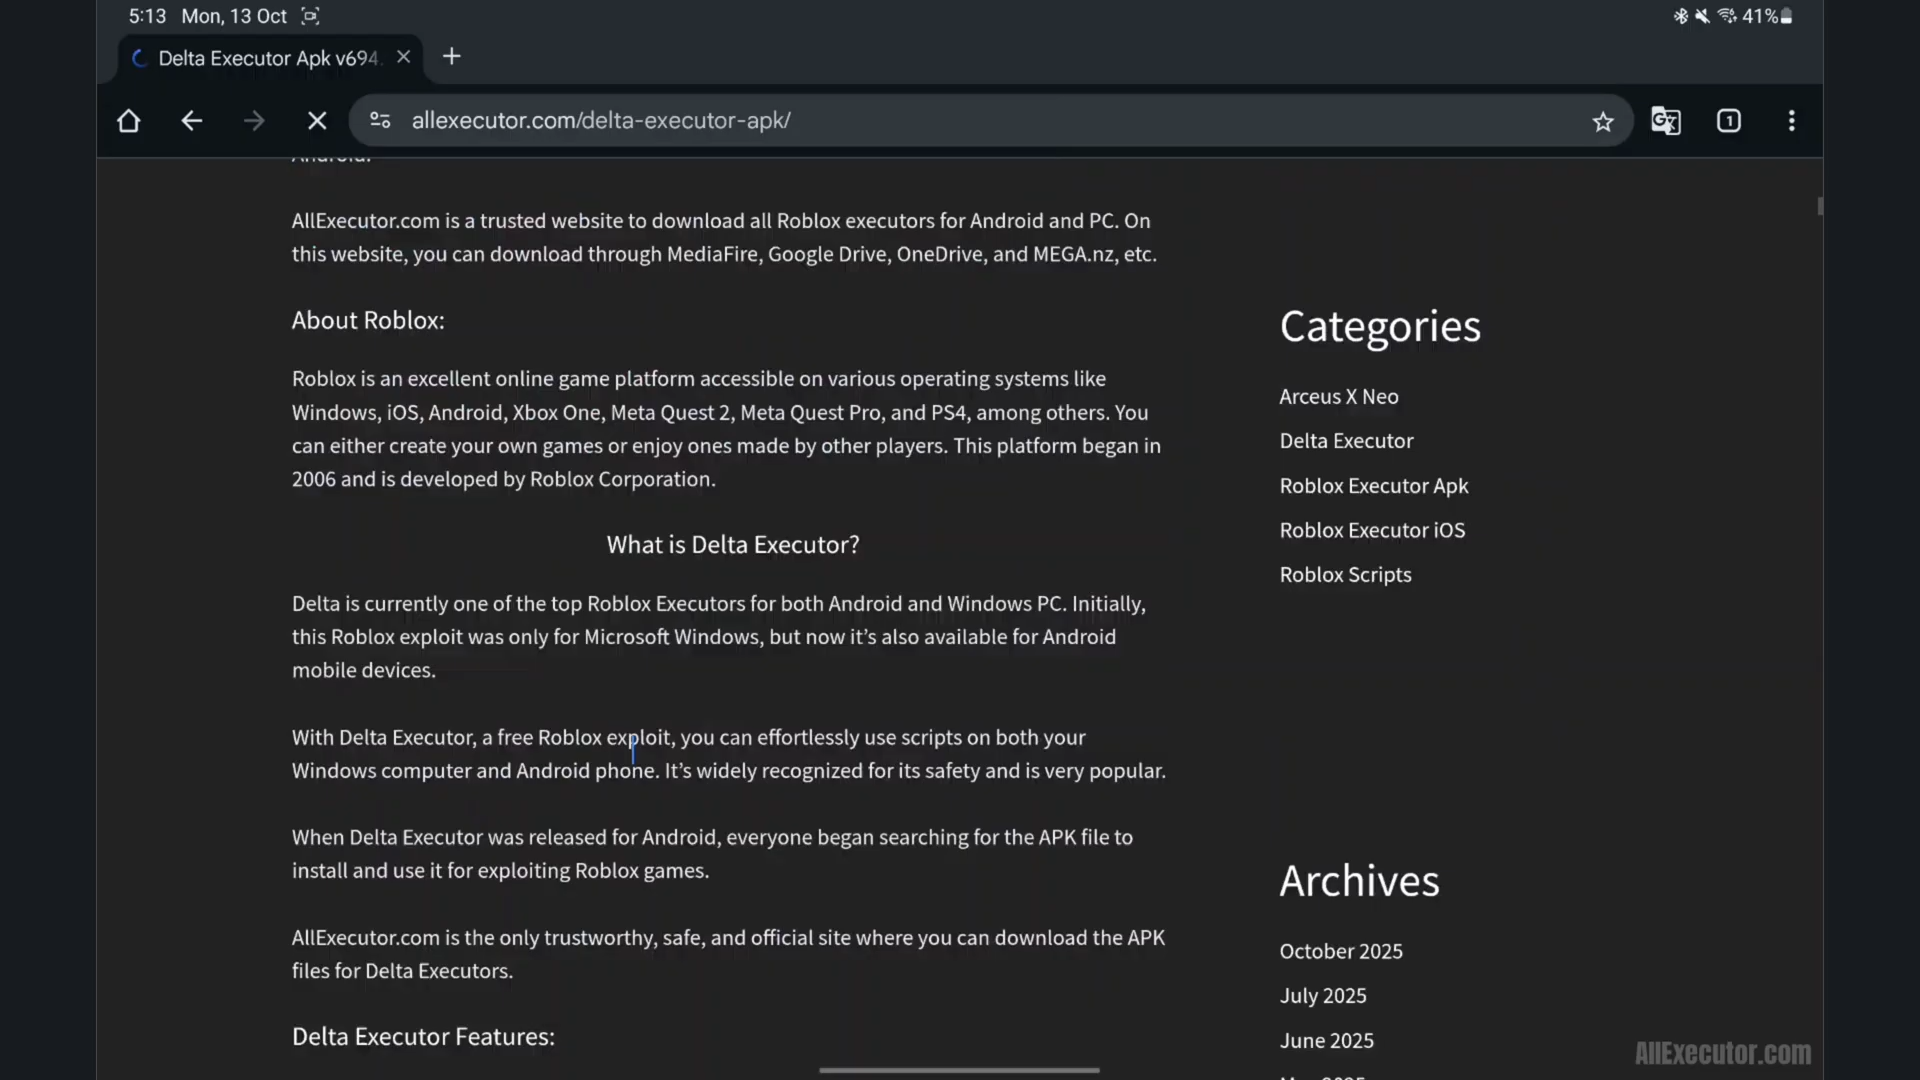 5:13 Mon, 13 Oct
41%
Delta Executor Apk v694.
allexecutor.com/delta-executor-apk/
1
Android.
AllExecutor.com is a trusted website to download all Roblox executors for Android and PC. On
this website, you can download through MediaFire, Google Drive, OneDrive, and MEGA.nz, etc.
About Roblox:
Roblox is an excellent online game platform accessible on various operating systems like
Windows, iOS, Android, Xbox One, Meta Quest 2, Meta Quest Pro, and PS4, among others. You
can either create your own games or enjoy ones made by other players. This platform began in
2006 and is developed by Roblox Corporation.
What is Delta Executor?
Delta is currently one of the top Roblox Executors for both Android and Windows PC. Initially,
this Roblox exploit was only for Microsoft Windows, but now it’s also available for Android
mobile devices.
With Delta Executor, a free Roblox exploit, you can effortlessly use scripts on both your
Windows computer and Android phone. It’s widely recognized for its safety and is very popular.
When Delta Executor was released for Android, everyone began searching for the APK file to
install and use it for exploiting Roblox games.
AllExecutor.com is the only trustworthy, safe, and official site where you can download the APK
files for Delta Executors.
Delta Executor Features:
Categories
Arceus X Neo
Delta Executor
Roblox Executor Apk
Roblox Executor iOS
Roblox Scripts
Archives
October 2025
July 2025
June 2025
AllExecutor.com